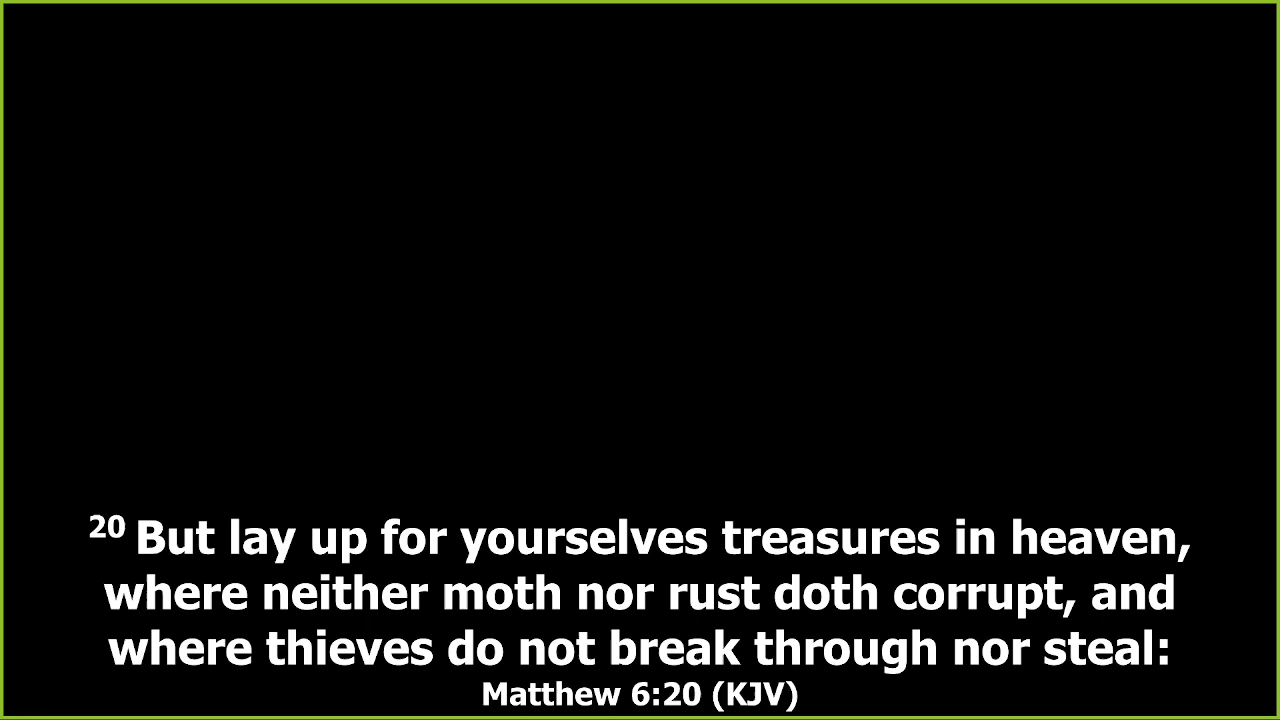 20 But lay up for yourselves treasures in heaven,
where neither moth nor rust doth corrupt, and
where thieves do not break through nor steal:
Matthew 6:20 (KJV)